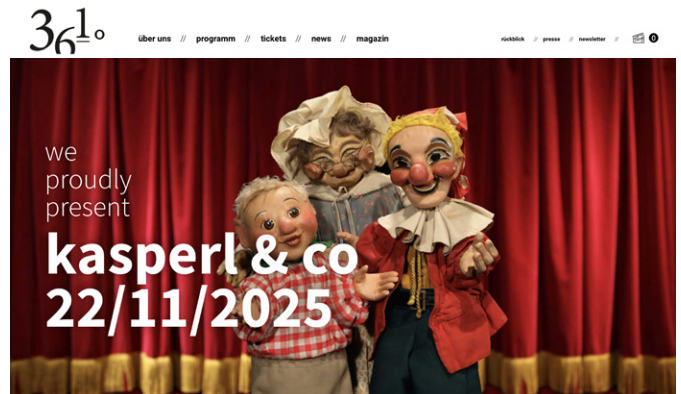 361°
über uns // programm // tickets // news // magazin
rückblick // presse // newsletter // 0
we
proudly
present
kasperl & co
22/11/2025